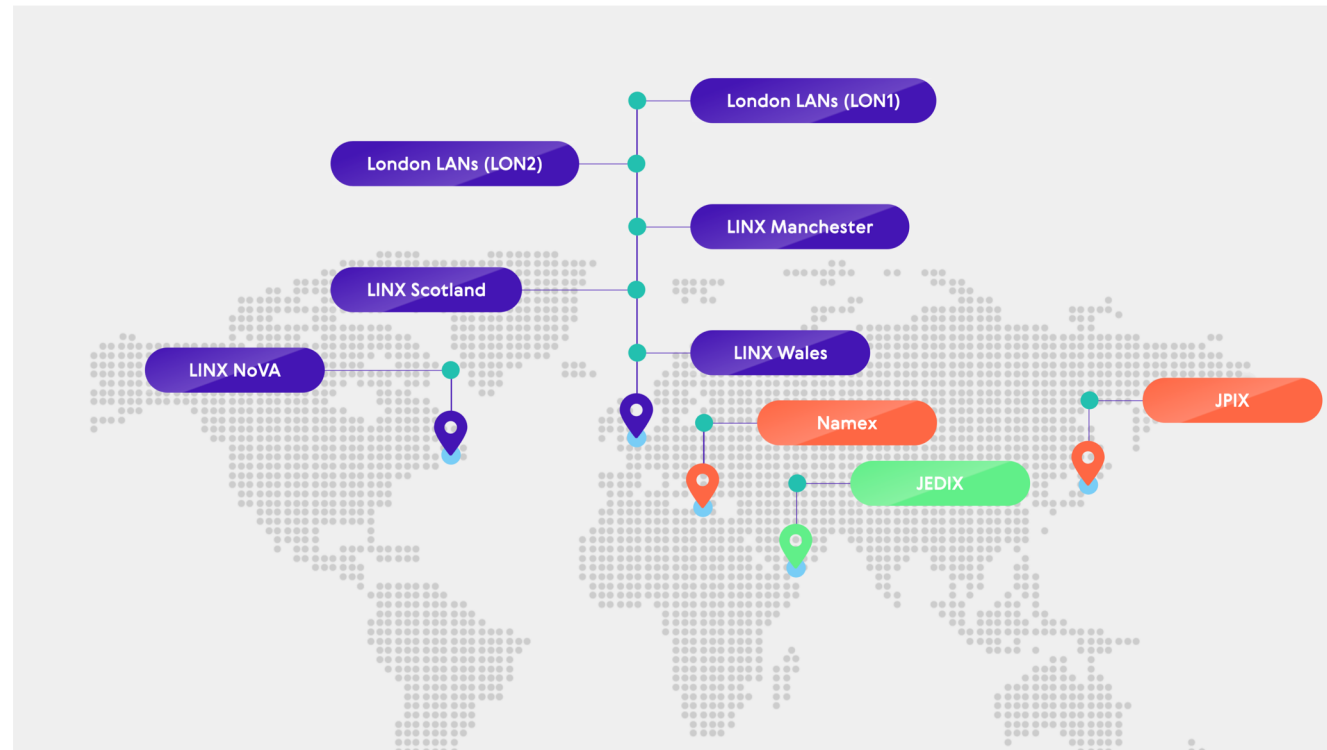 London LANs (LON1)
London LANs (LON2)
LINX Manchester
LINX Scotland
LINX Wales
LINX NoVA
JPIX
Namex
JEDIX